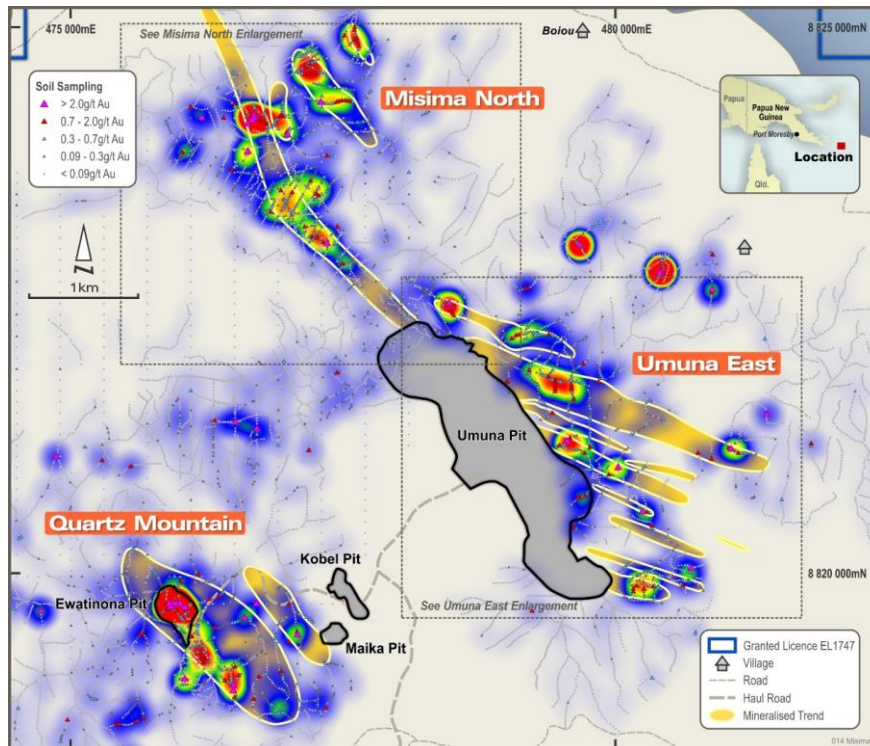 475 000mE
480 000mE
8 825 000mN
See Misima North Enlargement
Boiou
Soil Sampling
> 2.0g/t Au
0.7 - 2.0g/t Au
0.3 - 0.7g/t Au
0.09 - 0.3g/t Au
< 0.09g/t Au
Misima North
Papua
Papua New
Guinea
Port Moresby
Location
Qld.
N
1km
Umuna East
Umuna Pit
Quartz Mountain
Kobel Pit
Ewatinona Pit
Maika Pit
8 820 000mN
See Umuna East Enlargement
Granted Licence EL1747
Village
Road
Haul Road
Mineralised Trend
014 Misima